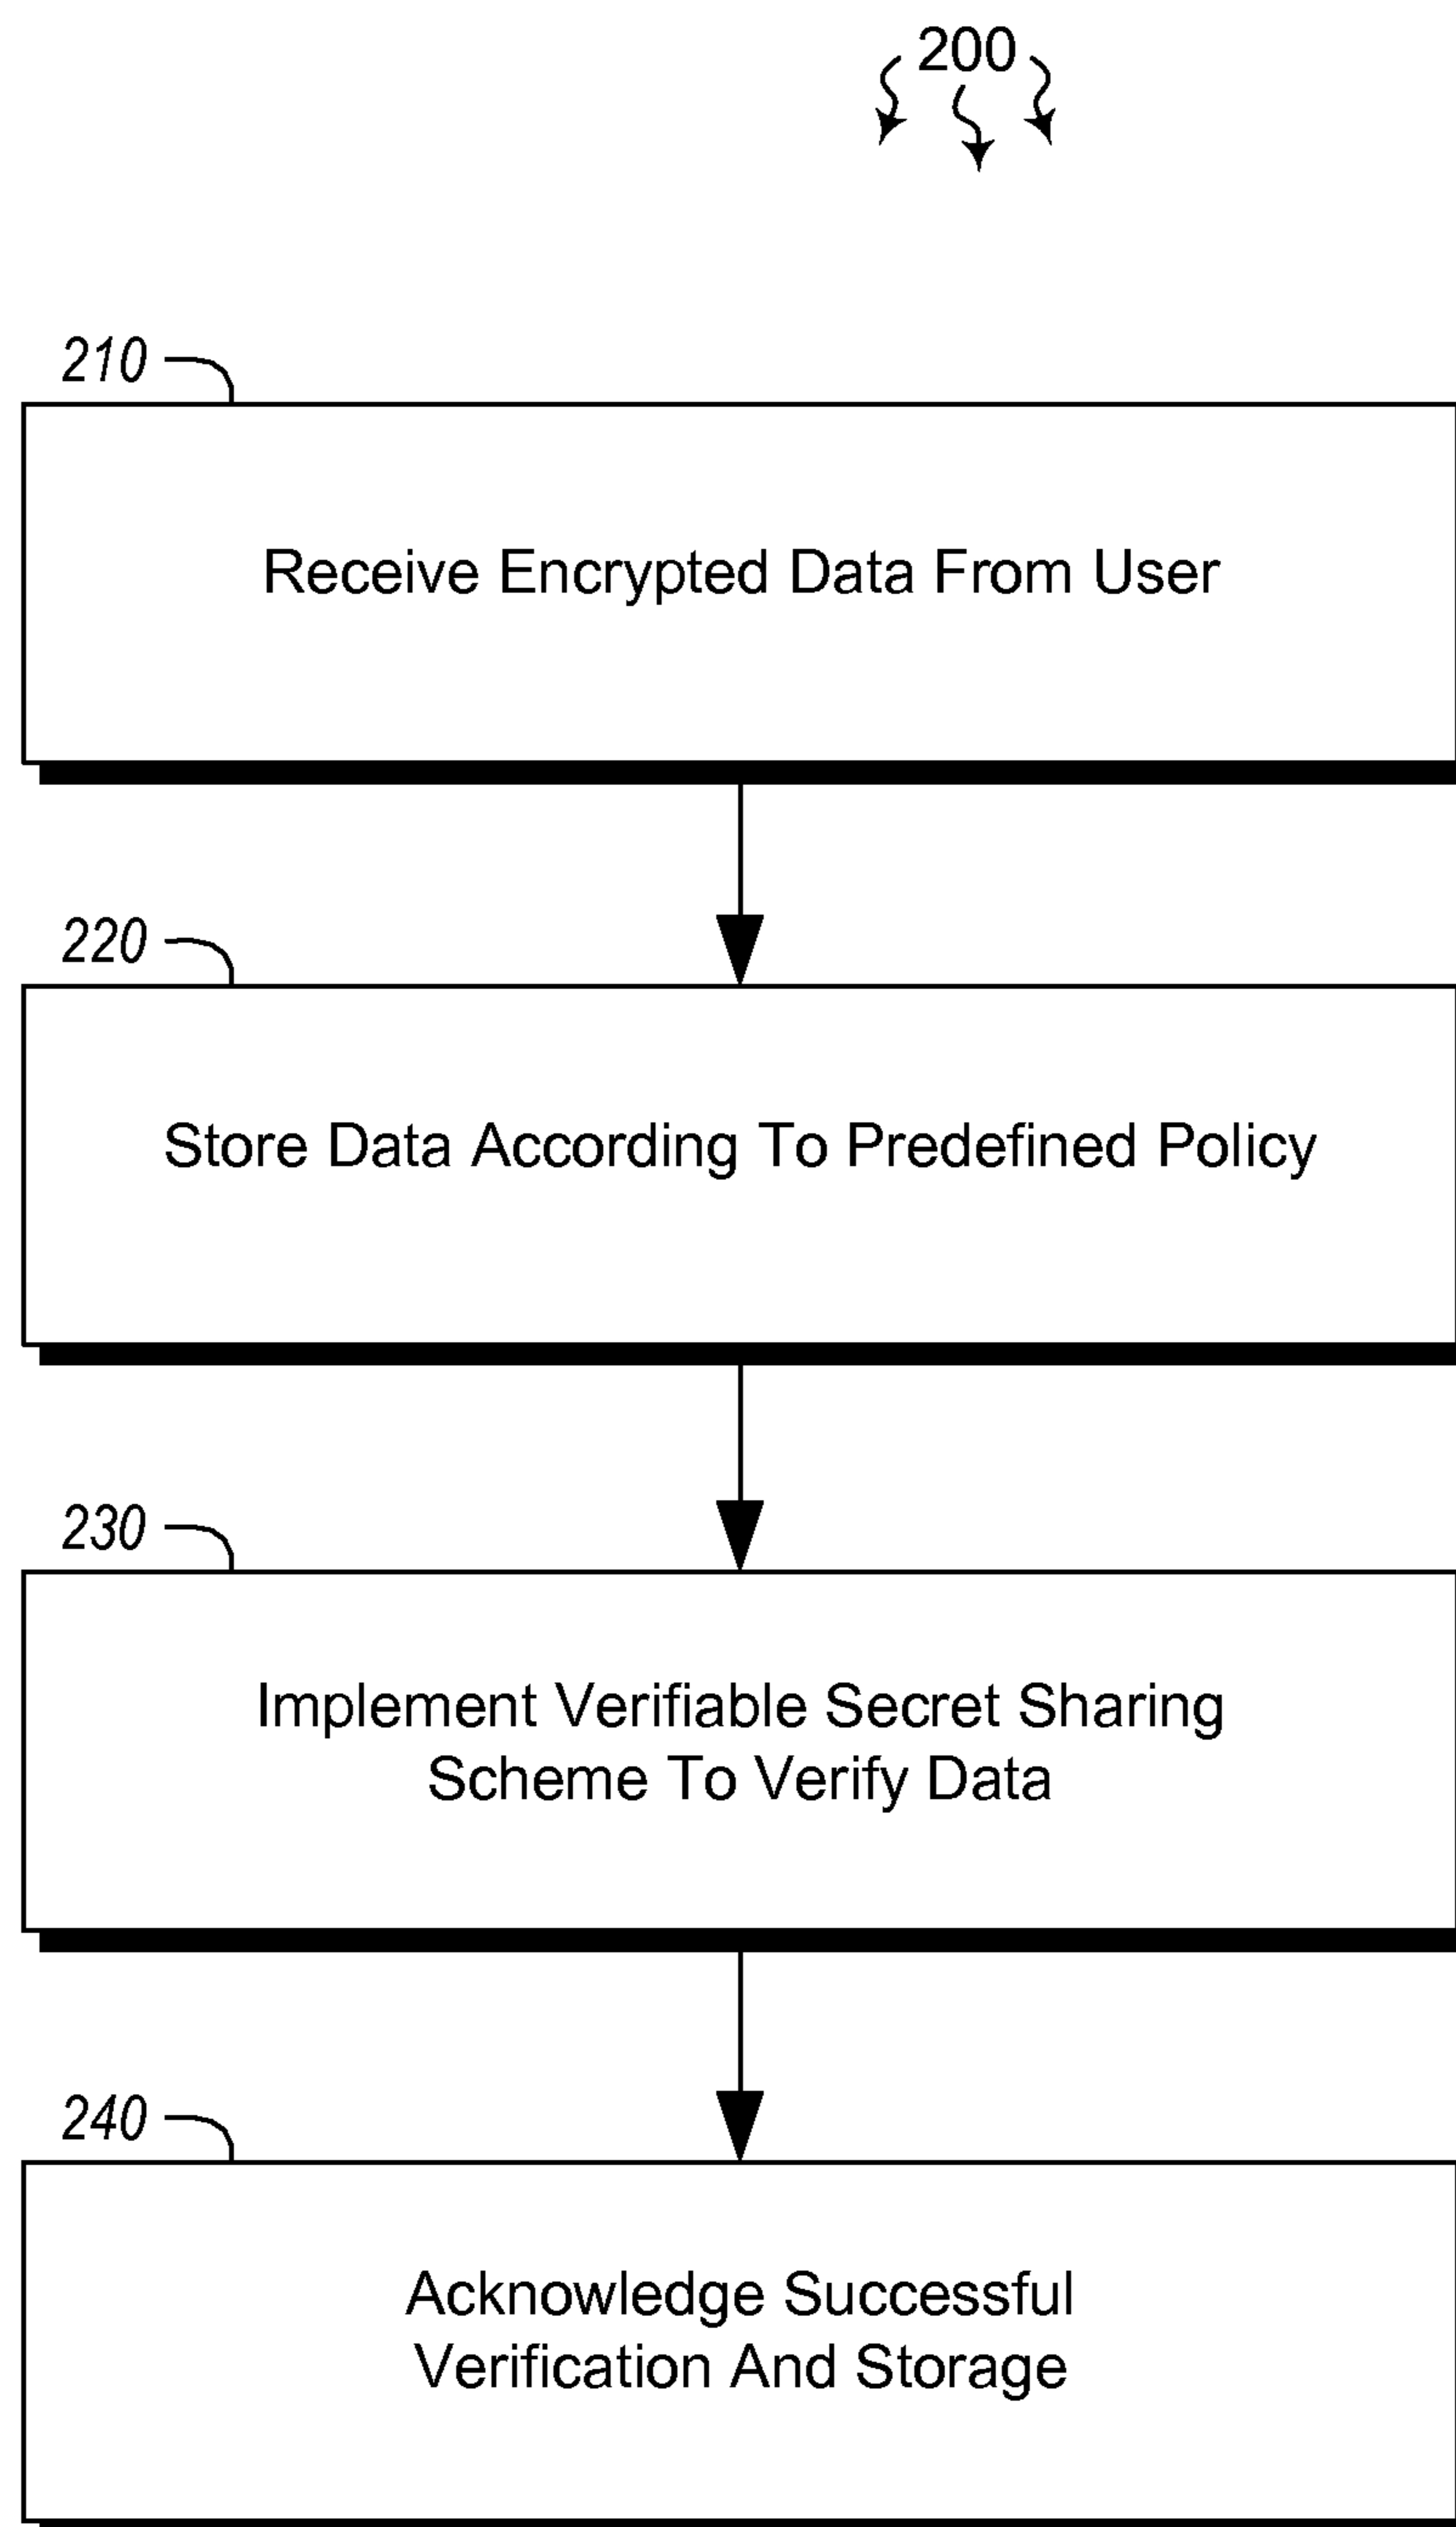 200
210
Receive Encrypted Data From User
220
Store Data According To Predefined Policy
230
Implement Verifiable Secret Sharing
Scheme To Verify Data
240
Acknowledge Successful
Verification And Storage